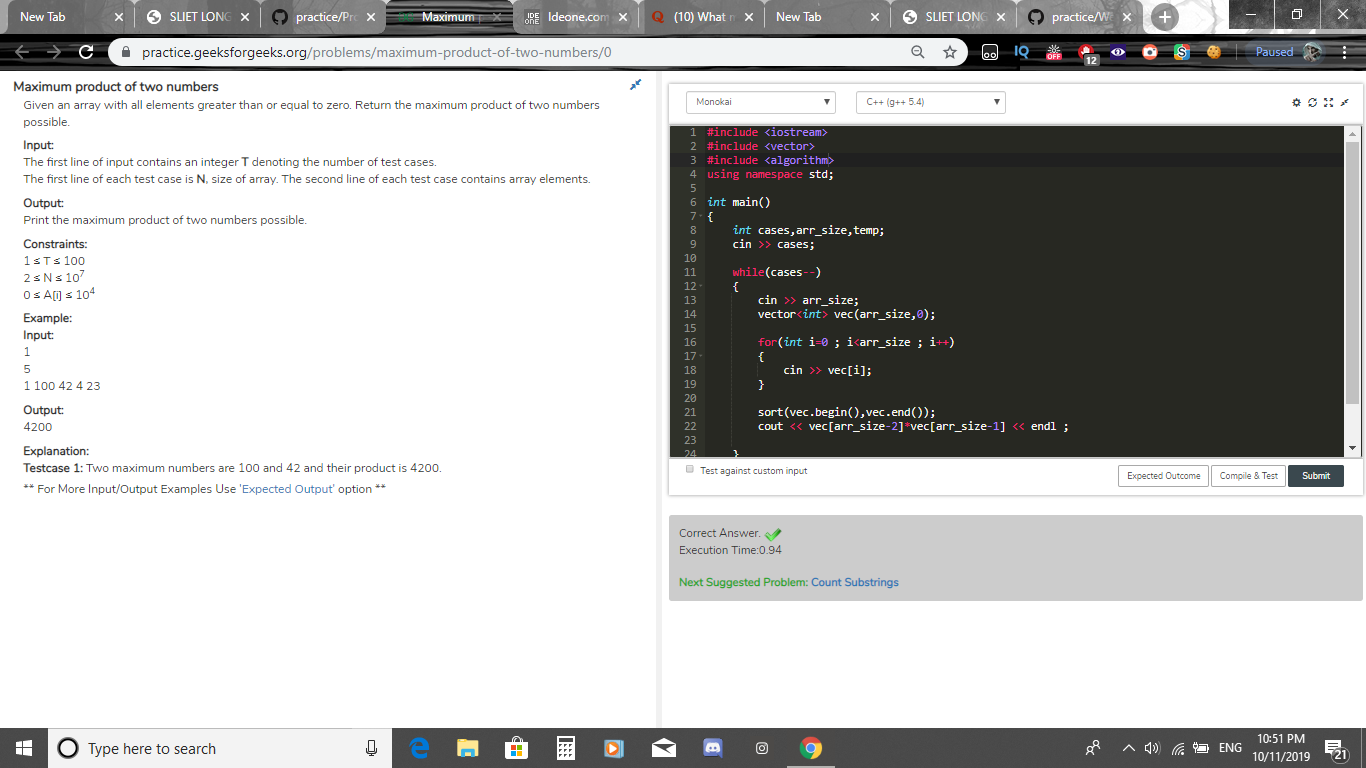 New Tab SLIET LONG practice/Pr Maximum Ideone.com (10) What New Tab SLIET LONG practice/W
practice.geeksforgeeks.org/problems/maximum-product-of-two-numbers/0 IQ OFF 12 Paused
Maximum product of two numbers
Given an array with all elements greater than or equal to zero. Return the maximum product of two numbers
possible.
Input:
The first line of input contains an integer T denoting the number of test cases.
The first line of each test case is N, size of array. The second line of each test case contains array elements.
Output:
Print the maximum product of two numbers possible.
Constraints:
1 ≤ T ≤ 100
2 ≤ N ≤ 10⁷
0 ≤ A[i] ≤ 10⁴
Example:
Input:
1
5
1 100 42 4 23
Output:
4200
Explanation:
Testcase 1: Two maximum numbers are 100 and 42 and their product is 4200.
** For More Input/Output Examples Use 'Expected Output' option **
Monokai C++ (g++ 5.4)
1 #include <iostream>
2 #include <vector>
3 #include <algorithm>
4 using namespace std;
5
6 int main()
7 {
8 int cases,arr_size,temp;
9 cin >> cases;
10
11 while(cases--)
12 {
13 cin >> arr_size;
14 vector<int> vec(arr_size,0);
15
16 for(int i=0 ; i<arr_size ; i++)
17 {
18 cin >> vec[i];
19 }
20
21 sort(vec.begin(),vec.end());
22 cout << vec[arr_size-2]*vec[arr_size-1] << endl ;
23
24 }
Test against custom input Expected Outcome Compile & Test Submit
Correct Answer.
Execution Time:0.94
Next Suggested Problem: Count Substrings
Type here to search
ENG 10:51 PM
10/11/2019 21